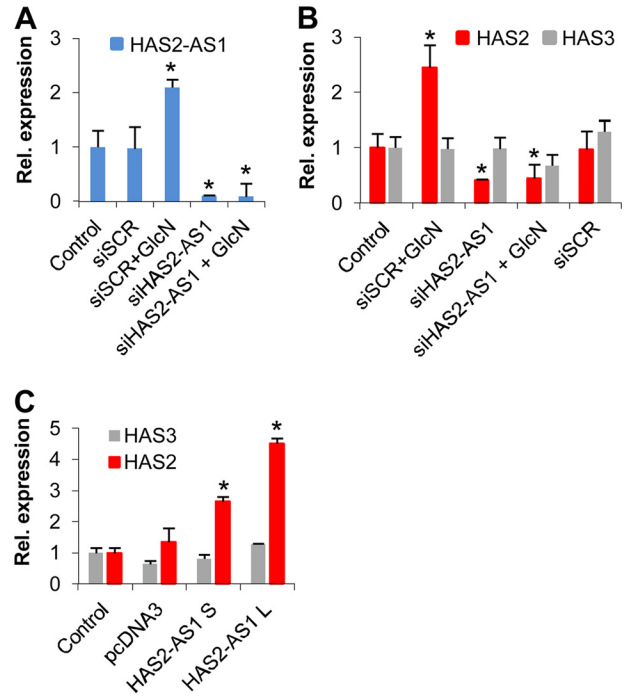 A
HAS2-AS1
Rel. expression
3
2
1
0
*
*
*
Control
siSCR
siSCR+GlcN
siHAS2-AS1
siHAS2-AS1 + GlcN
B
HAS2 HAS3
Rel. expression
3
2
1
0
*
*
*
Control
siSCR+GlcN
siHAS2-AS1
siHAS2-AS1 + GlcN
siSCR
C
HAS3
HAS2
Rel. expression
5
4
3
2
1
0
*
*
Control
pcDNA3
HAS2-AS1 S
HAS2-AS1 L